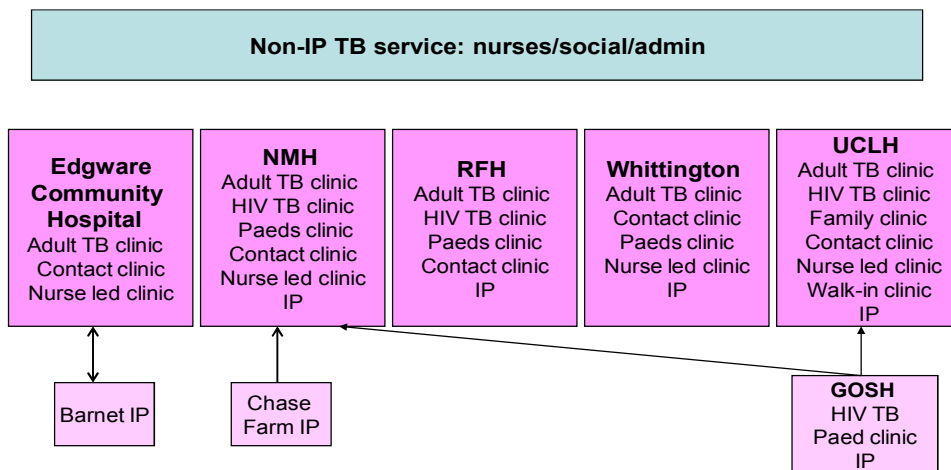 Non-IP TB service: nurses/social/admin
Edgware
Community
Hospital
Adult TB clinic
Contact clinic
Nurse led clinic
NMH
Adult TB clinic
HIV TB clinic
Paeds clinic
Contact clinic
Nurse led clinic
IP
RFH
Adult TB clinic
HIV TB clinic
Paeds clinic
Contact clinic
IP
Whittington
Adult TB clinic
Contact clinic
Paeds clinic
Nurse led clinic
IP
UCLH
Adult TB clinic
HIV TB clinic
Family clinic
Contact clinic
Nurse led clinic
Walk-in clinic
IP
Barnet IP
Chase
Farm IP
GOSH
HIV TB
Paed clinic
IP